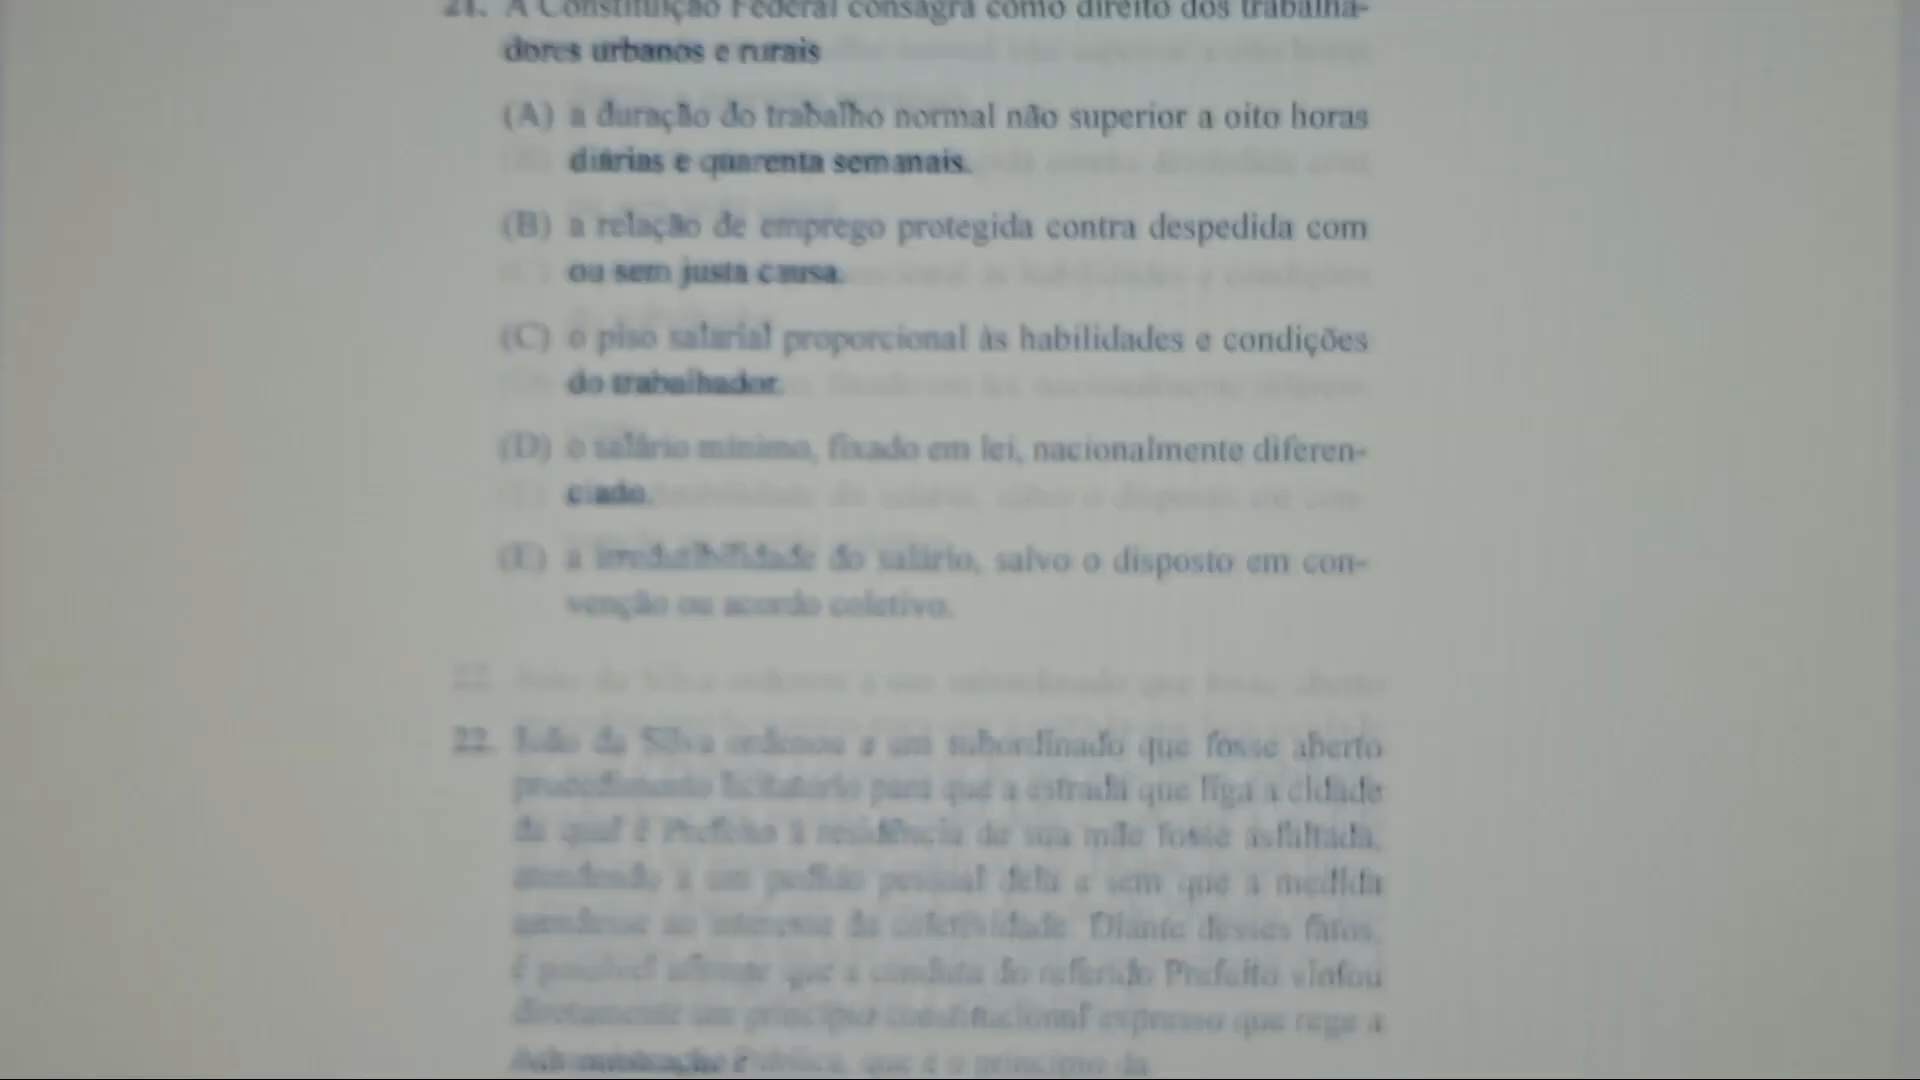 21. A Constituição Federal consagra como direito dos trabalha-
dores urbanos e rurais
(A) a duração do trabalho normal não superior a oito horas
diárias e quarenta semanais.
(B) a relação de emprego protegida contra despedida com
ou sem justa causa.
(C) o piso salarial proporcional às habilidades e condições
do trabalhador.
(D) o salário mínimo, fixado em lei, nacionalmente diferen-
ciado.
(E) a irredutibilidade do salário, salvo o disposto em con-
venção ou acordo coletivo.
22. João da Silva ordenou a um subordinado que fosse aberto
procedimento licitatório para que a estrada que liga a cidade
da qual é Prefeito à residência de sua mãe fosse asfaltada,
atendendo a um pedido pessoal dela e sem que a medida
atendesse ao interesse da coletividade. Diante desses fatos,
é possível afirmar que a conduta do referido Prefeito violou
diretamente um princípio constitucional expresso que rege a
Administração Pública, que é o princípio da